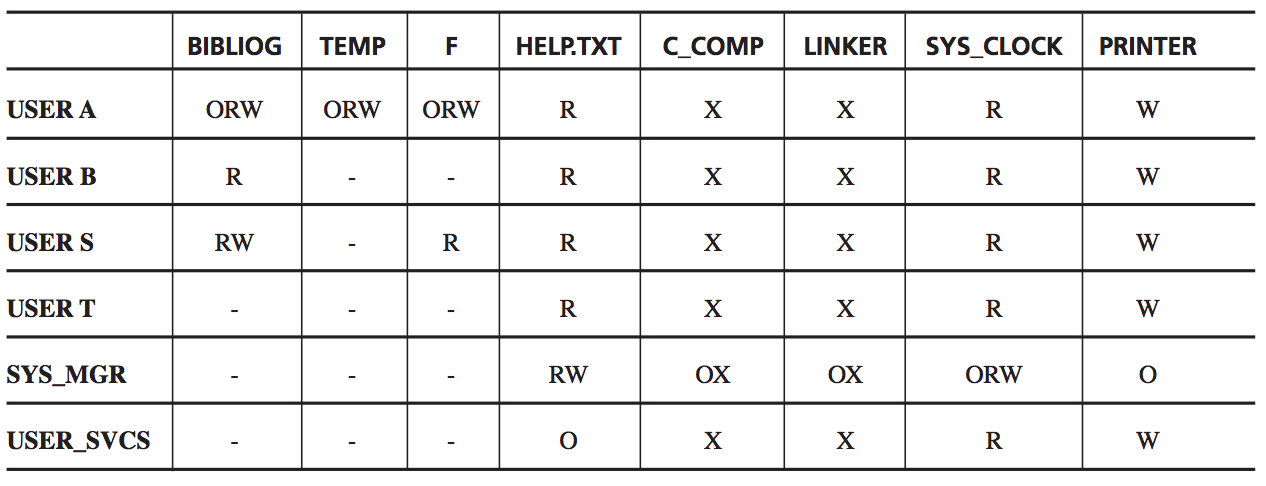 BIBLIOG TEMP F HELP.TXT C_COMP LINKER SYS_CLOCK PRINTER
USER A ORW ORW ORW R X X R W
USER B R - - R X X R W
USER S RW - R R X X R W
USER T - - - R X X R W
SYS_MGR - - - RW OX OX ORW O
USER_SVCS - - - O X X R W